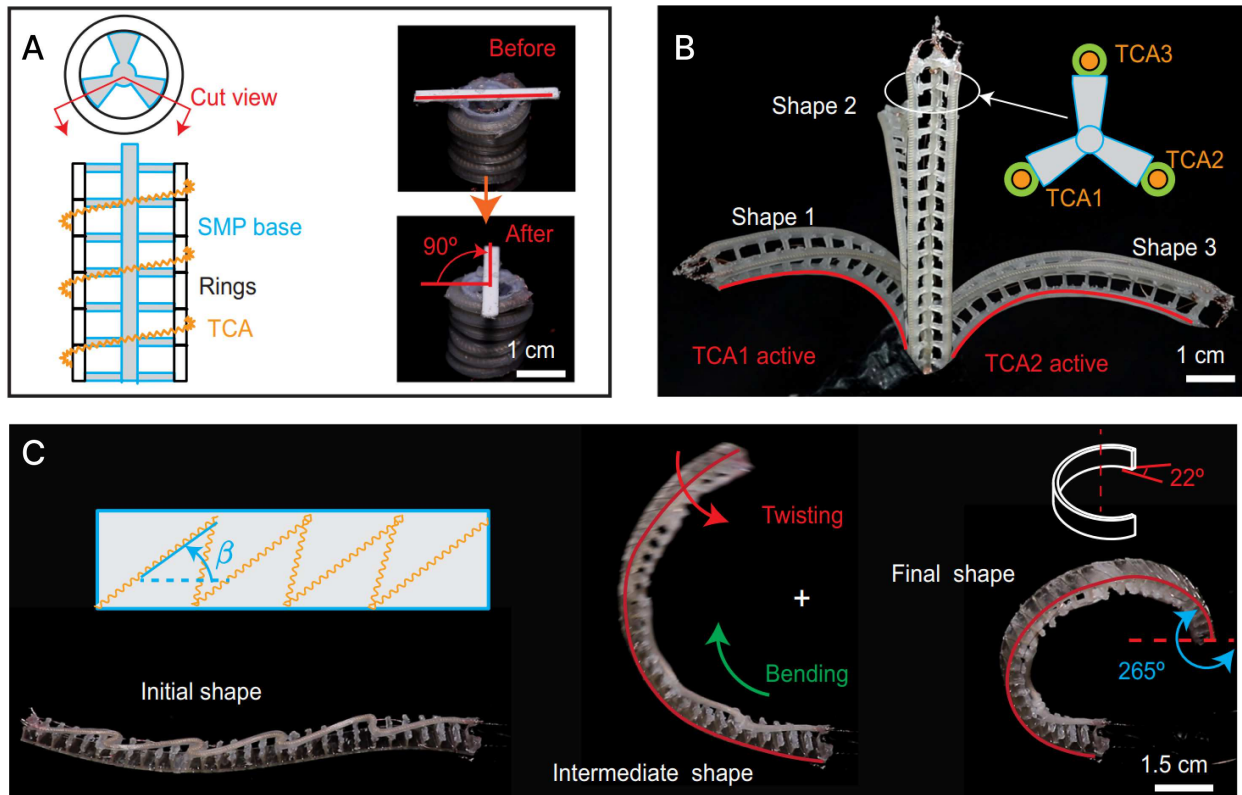 A
Cut view
SMP base
Rings
TCA
Before
After
90º
1 cm
B
Shape 2
TCA3
TCA2
TCA1
Shape 1
Shape 3
TCA1 active
TCA2 active
1 cm
C
β
Initial shape
Twisting
+
Bending
Intermediate shape
22º
Final shape
265º
1.5 cm